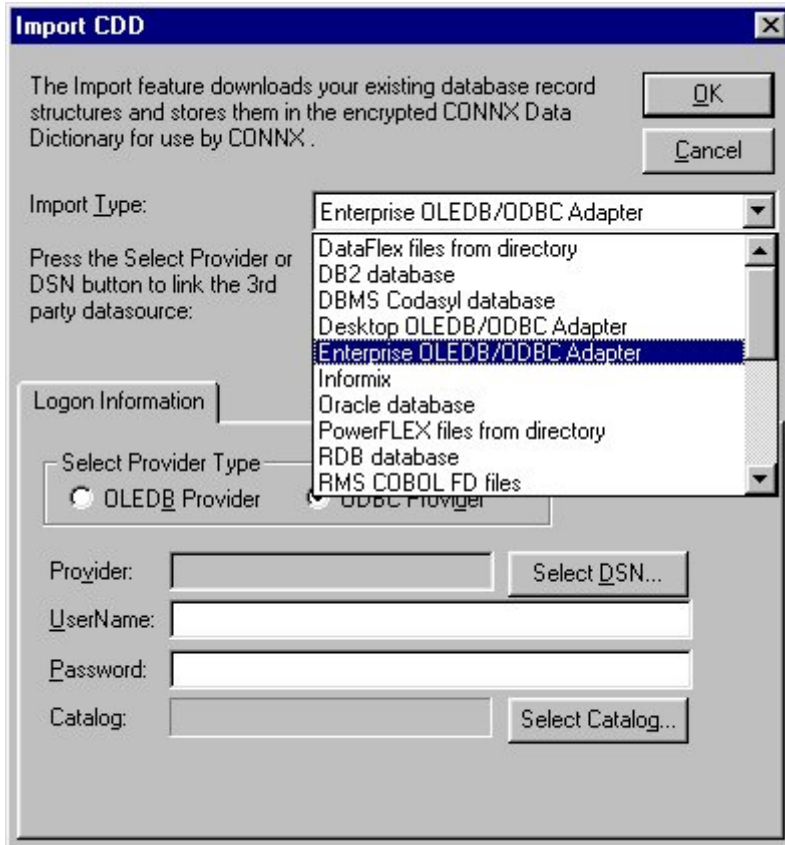 Import CDD
The Import feature downloads your existing database record
structures and stores them in the encrypted CONNX Data
Dictionary for use by CONNX .
OK
Cancel
Import Type:
Enterprise OLEDB/ODBC Adapter
Press the Select Provider or
DSN button to link the 3rd
party datasource:
DataFlex files from directory
DB2 database
DBMS Codasyl database
Desktop OLEDB/ODBC Adapter
Enterprise OLEDB/ODBC Adapter
Informix
Oracle database
PowerFLEX files from directory
RDB database
RMS COBOL FD files
Logon Information
Select Provider Type
OLEDB Provider
ODBC Provider
Provider:
Select DSN...
UserName:
Password:
Catalog:
Select Catalog...